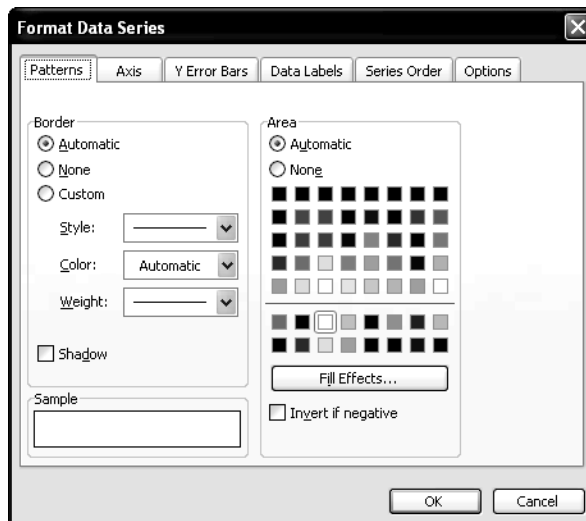 Format Data Series
Patterns Axis Y Error Bars Data Labels Series Order Options
Border
Automatic
None
Custom
Style:
Color: Automatic
Weight:
Shadow
Sample
Area
Automatic
None
Fill Effects...
Invert if negative
OK Cancel